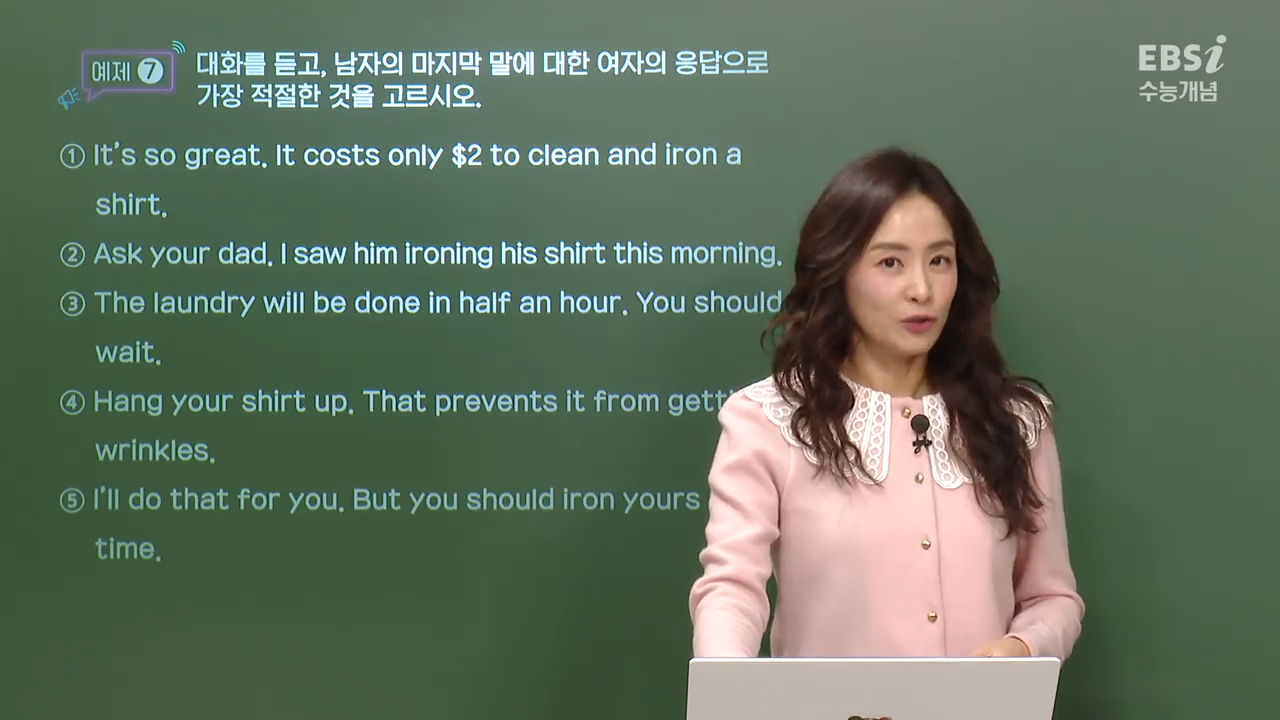 예제 7
대화를 듣고, 남자의 마지막 말에 대한 여자의 응답으로
가장 적절한 것을 고르시오.
EBSi
수능개념
① It's so great. It costs only $2 to clean and iron a
shirt.
② Ask your dad. I saw him ironing his shirt this morning.
③ The laundry will be done in half an hour. You should
wait.
④ Hang your shirt up. That prevents it from
wrinkles.
⑤ I'll do that for you. But you should iron yours
time.